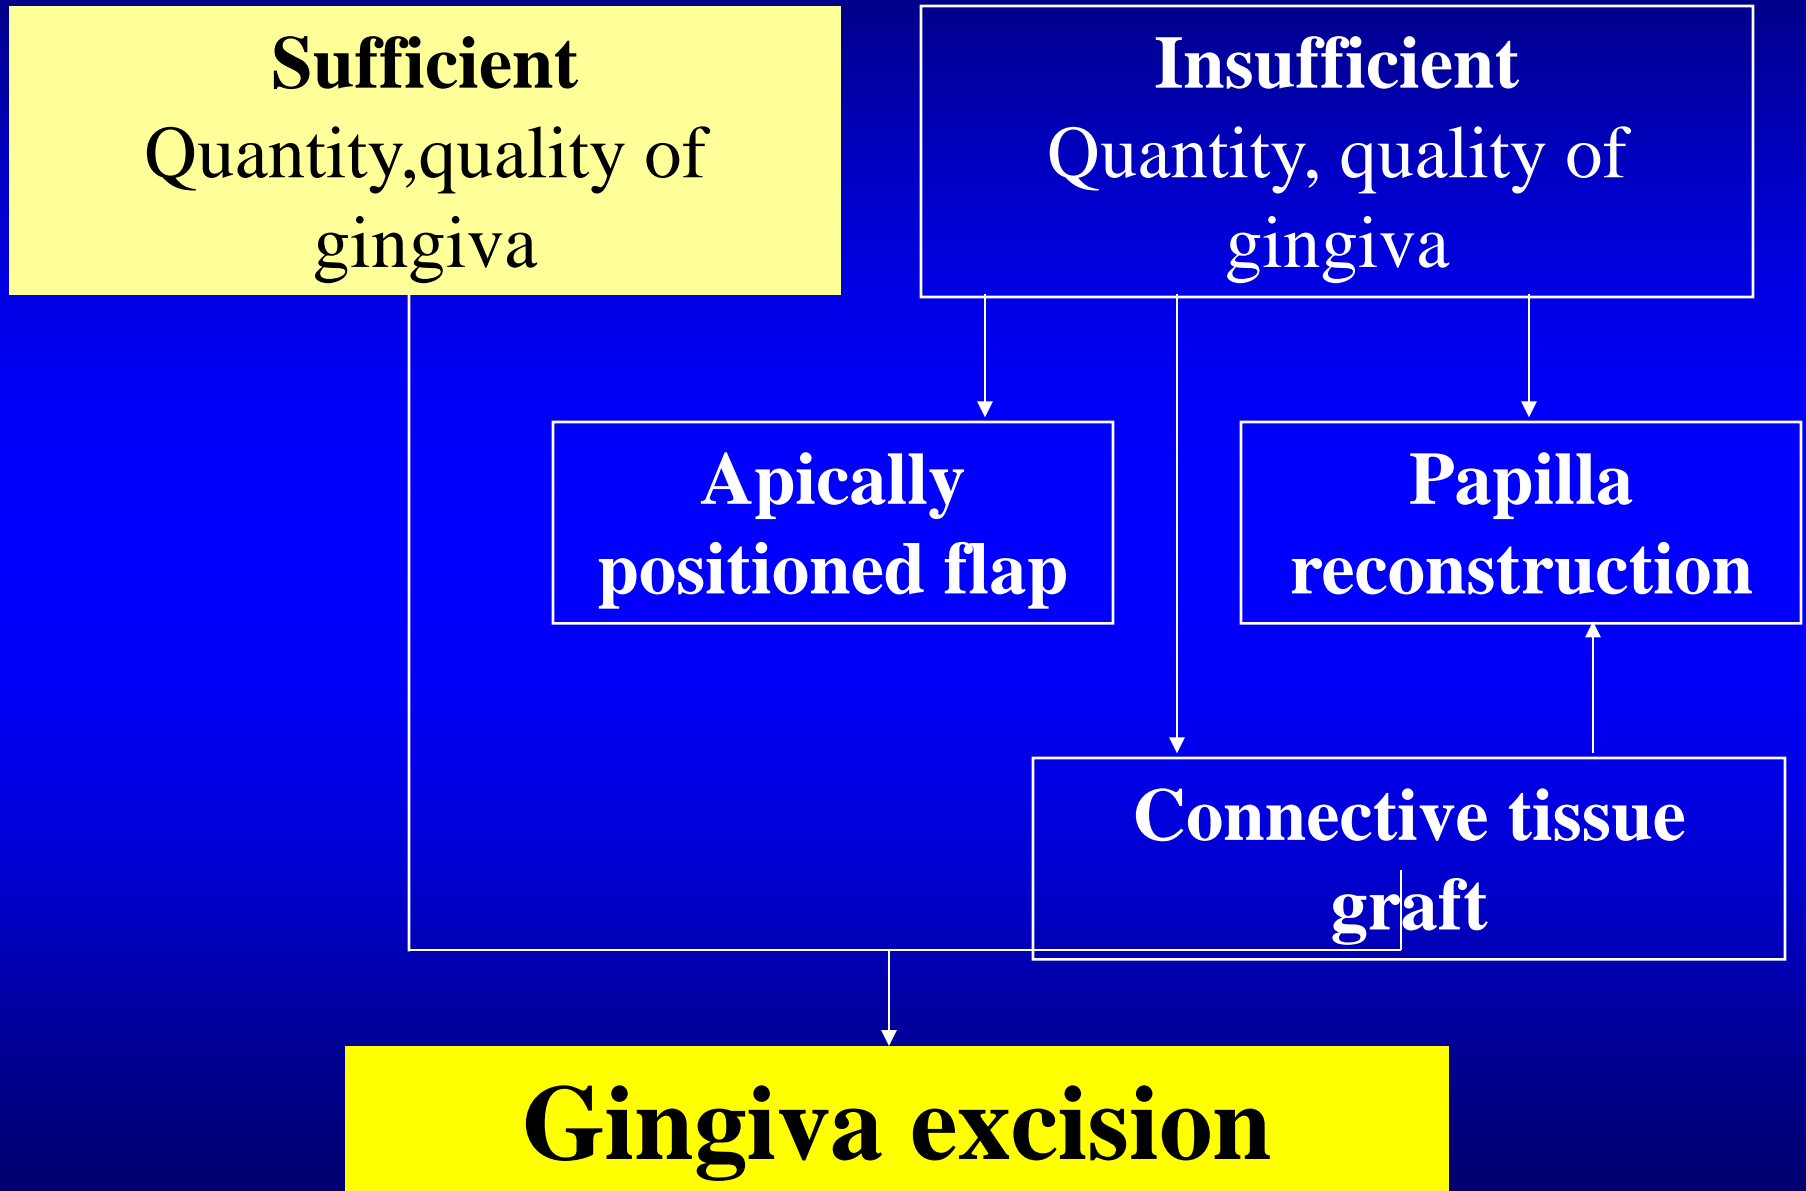 Sufficient
Quantity,quality of
gingiva
Insufficient
Quantity, quality of
gingiva
Apically
positioned flap
Papilla
reconstruction
Connective tissue
graft
Gingiva excision